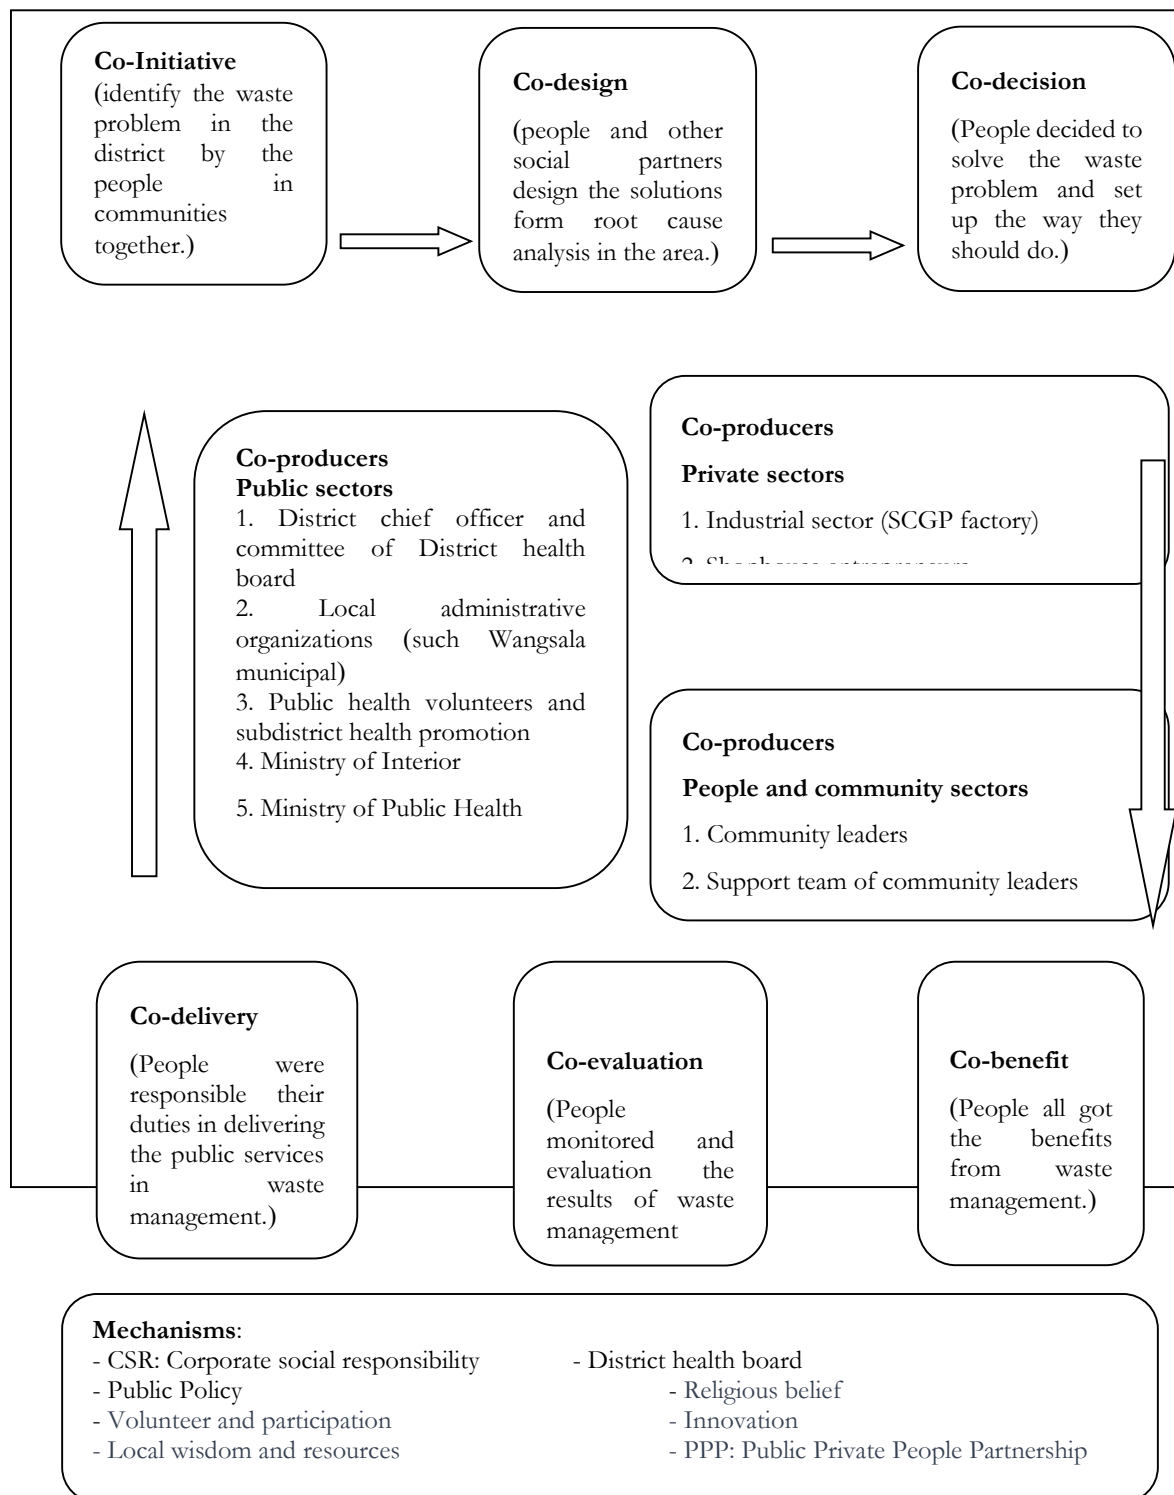 Co-Initiative
(identify the waste
problem in the
district by the
people in
communities
together.)
Co-design
(people and other
social partners
design the solutions
form root cause
analysis in the area.)
Co-decision
(People decided to
solve the waste
problem and set
up the way they
should do.)
Co-producers
Public sectors
1. District chief officer and
committee of District health
board
2. Local administrative
organizations (such Wangsala
municipal)
3. Public health volunteers and
subdistrict health promotion
4. Ministry of Interior
5. Ministry of Public Health
Co-producers
Private sectors
1. Industrial sector (SCGP factory)
Co-producers
People and community sectors
1. Community leaders
2. Support team of community leaders
Co-delivery
(People were
responsible their
duties in delivering
the public services
in waste
management.)
Co-evaluation
(People
monitored and
evaluation the
results of waste
management
Co-benefit
(People all got
the benefits
from waste
management.)
Mechanisms:
- CSR: Corporate social responsibility - District health board
- Public Policy - Religious belief
- Volunteer and participation - Innovation
- Local wisdom and resources - PPP: Public Private People Partnership